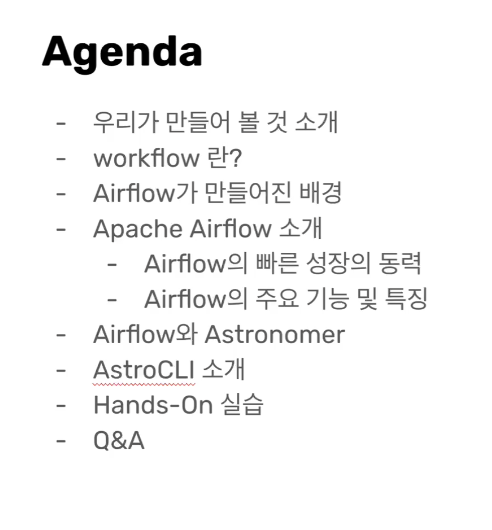 Agenda
- 우리가 만들어 볼 것 소개
- workflow 란?
- Airflow가 만들어진 배경
- Apache Airflow 소개
- Airflow의 빠른 성장의 동력
- Airflow의 주요 기능 및 특징
- Airflow와 Astronomer
- AstroCLI 소개
- Hands-On 실습
- Q&A